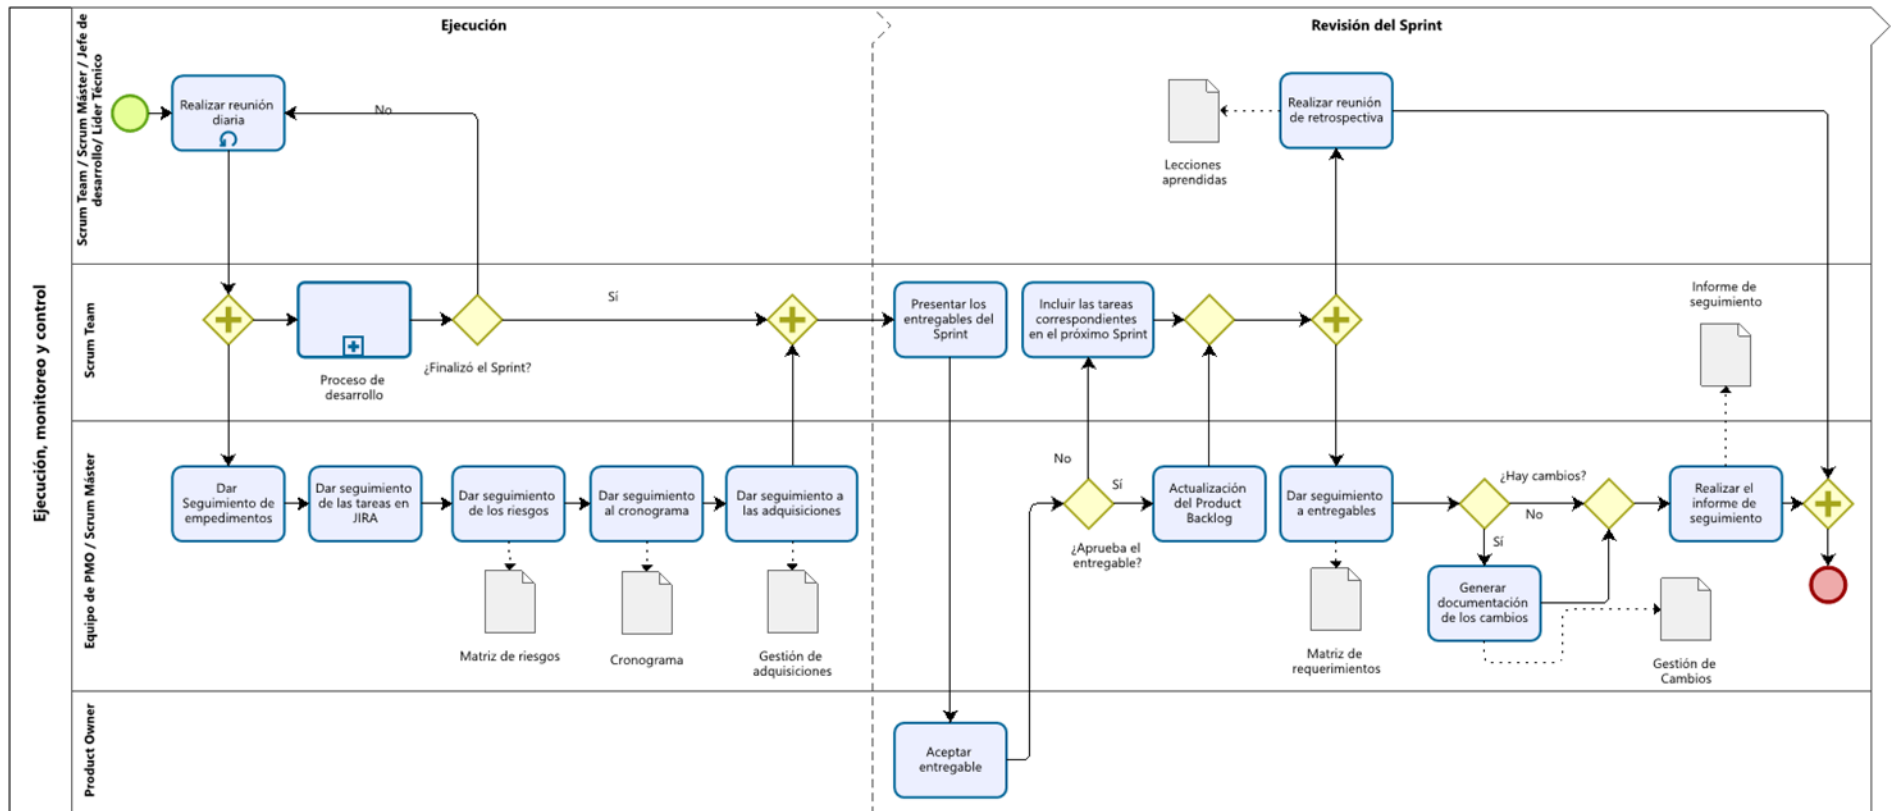 Ejecución
Revisión del Sprint
Ejecución, monitoreo y control
Scrum Team / Scrum Máster / Jefe de
desarrollo/ Líder Técnico
Realizar reunión
diaria
No
Lecciones
aprendidas
Realizar reunión
de retrospectiva
Scrum Team
Proceso de
desarrollo
¿Finalizó el Sprint?
Sí
Presentar los
entregables del
Sprint
Incluir las tareas
correspondientes
en el próximo Sprint
Informe de
seguimiento
Equipo de PMO / Scrum Máster
Dar
Seguimiento de
empedimentos
Dar seguimiento
de las tareas en
JIRA
Dar seguimiento
de los riesgos
Dar seguimiento
al cronograma
Dar seguimiento a
las adquisiciones
Matriz de riesgos
Cronograma
Gestión de
adquisiciones
No
Sí
¿Aprueba el
entregable?
Actualización
del Product
Backlog
Dar seguimiento
a entregables
Matriz de
requerimientos
¿Hay cambios?
No
Sí
Generar
documentación
de los cambios
Gestión de
Cambios
Realizar el
informe de
seguimiento
Product Owner
Aceptar
entregable